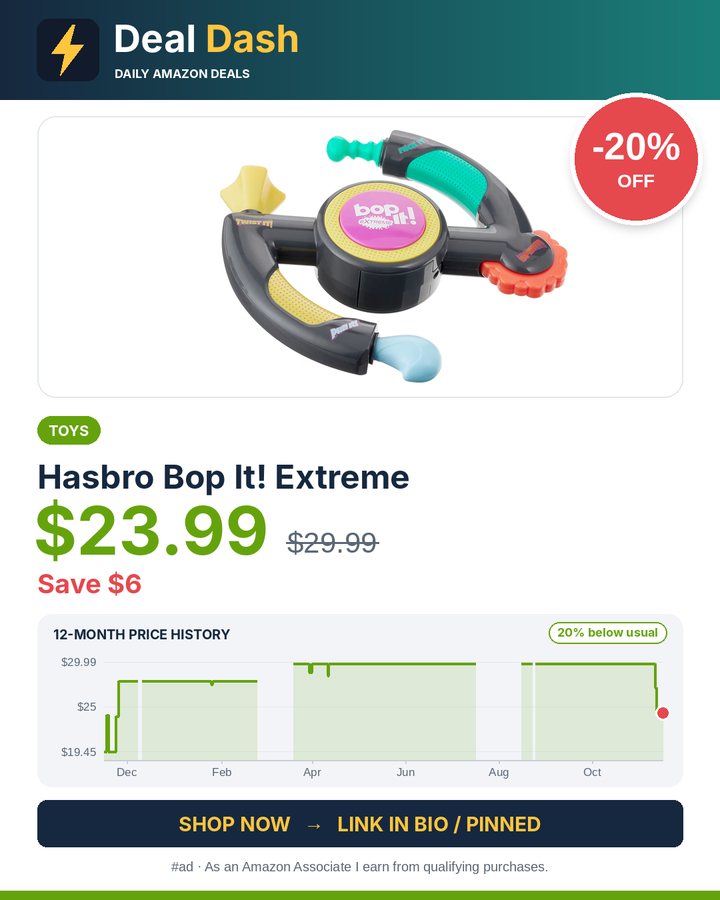 Deal Dash
DAILY AMAZON DEALS
-20%
OFF
TWIST IT!
bop
it!
EXTREME
TOYS
Hasbro Bop It! Extreme
$23.99 $29.99
Save $6
12-MONTH PRICE HISTORY
20% below usual
$29.99
$25
$19.45
Dec Feb Apr Jun Aug Oct
SHOP NOW → LINK IN BIO / PINNED
#ad · As an Amazon Associate I earn from qualifying purchases.